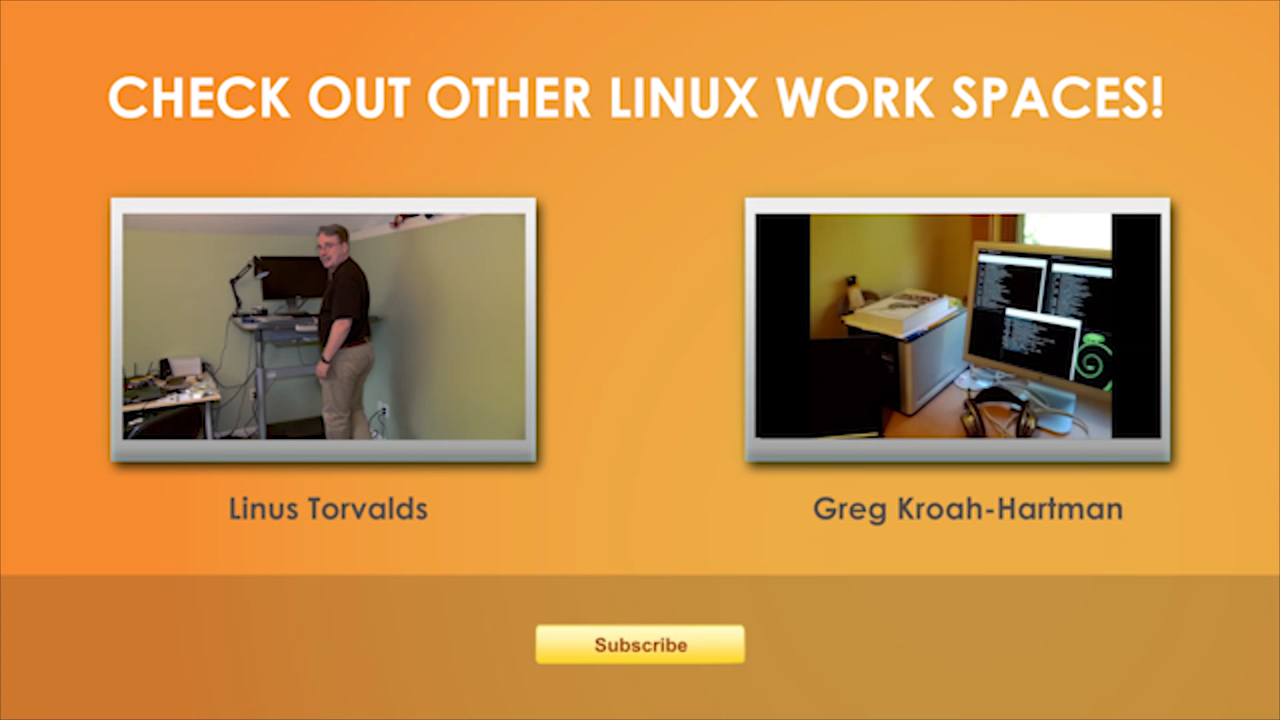 CHECK OUT OTHER LINUX WORK SPACES!
Linus Torvalds
Greg Kroah-Hartman
Subscribe